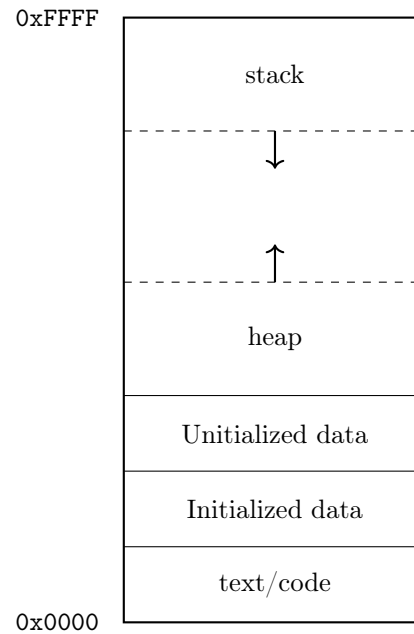 0xFFFF
stack
heap
Unitialized data
Initialized data
text/code
0x0000